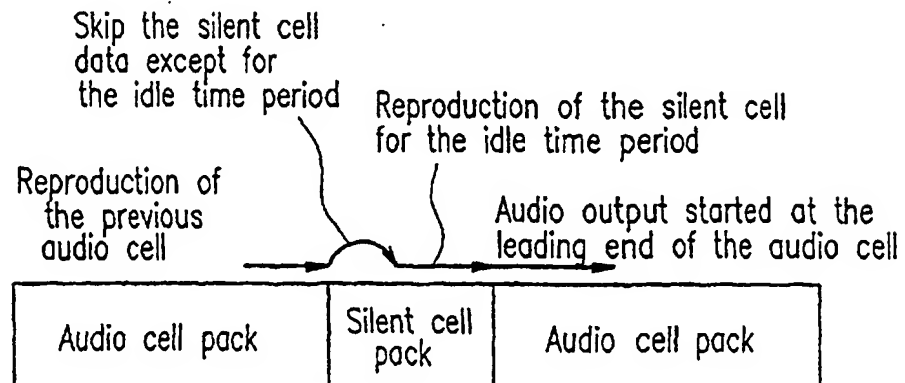 Skip the silent cell
data except for
the idle time period
Reproduction of the silent cell
for the idle time period
Reproduction of
the previous
audio cell
Audio output started at the
leading end of the audio cell
Audio cell pack
Silent cell
pack
Audio cell pack